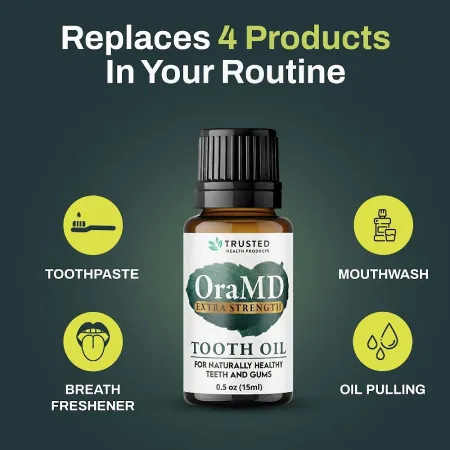 Replaces 4 Products
In Your Routine
TRUSTED
HEALTH PRODUCTS
OraMD
EXTRA STRENGTH
TOOTH OIL
FOR NATURALLY HEALTHY
TEETH AND GUMS
0.5 oz (15ml)
TOOTHPASTE
MOUTHWASH
BREATH
FRESHENER
OIL PULLING